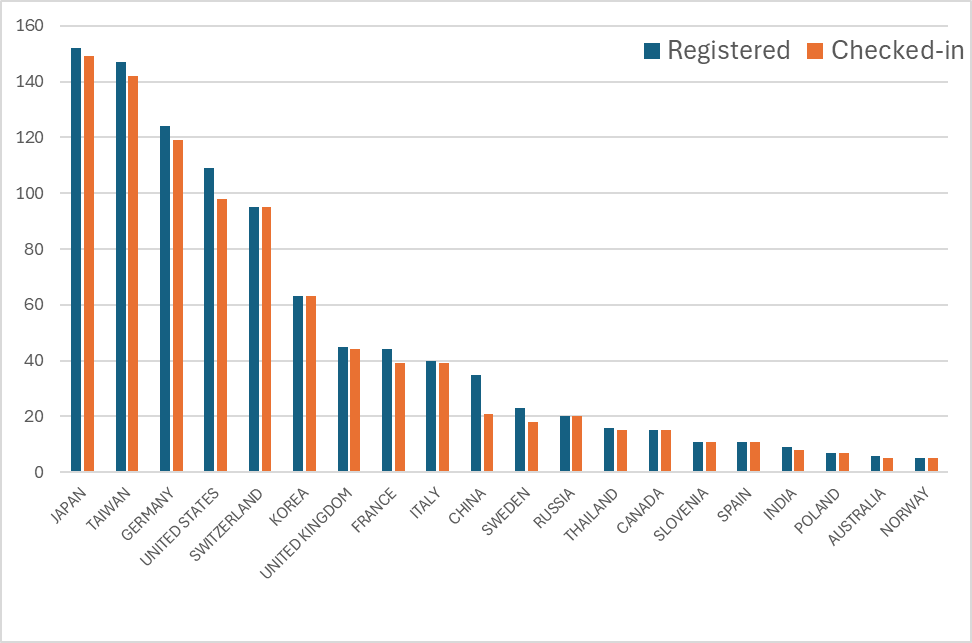 160
Registered Checked-in
140
120
100
80
60
40
20
0
JAPAN
TAIWAN
GERMANY
UNITED STATES
SWITZERLAND
KOREA
UNITED KINGDOM
FRANCE
ITALY
CHINA
SWEDEN
RUSSIA
THAILAND
CANADA
SLOVENIA
SPAIN
INDIA
POLAND
AUSTRALIA
NORWAY